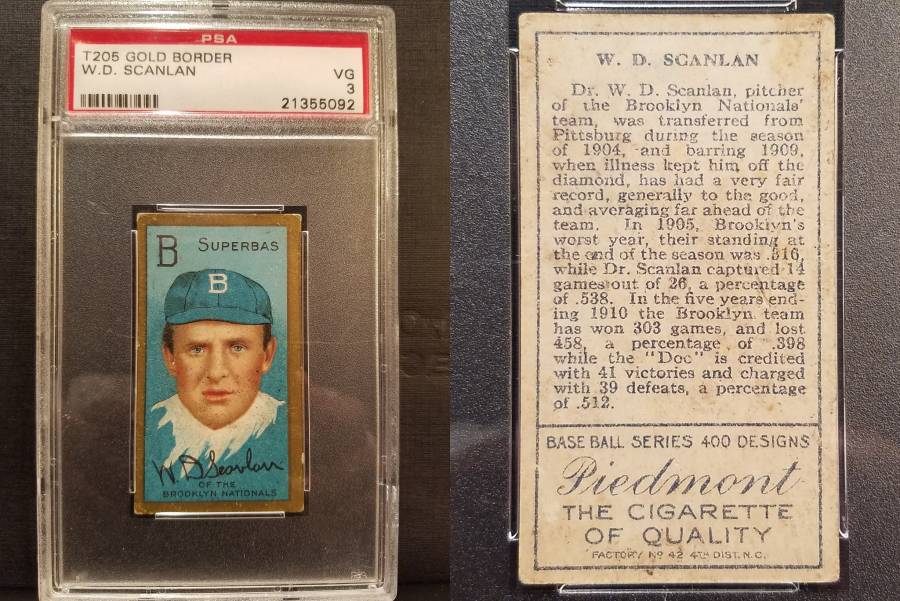 PSA
T205 GOLD BORDER
W.D. SCANLAN
VG
3
21355092
B SUPERBAS
B
W. D Scanlan
OF THE
BROOKLYN NATIONALS
W. D. SCANLAN
Dr. W. D. Scanlan, pitcher
of the Brooklyn Nationals'
team, was transferred from
Pittsburg during the season
of 1904, and barring 1909,
when illness kept him off the
diamond, has had a very fair
record, generally to the good,
and averaging far ahead of the
team. In 1905, Brooklyn's
worst year, their standing at
the end of the season was .316,
while Dr. Scanlan captured 14
games out of 26, a percentage
of .538. In the five years end-
ing 1910 the Brooklyn team
has won 303 games, and lost
458, a percentage of .398
while the "Doc" is credited
with 41 victories and charged
with 39 defeats, a percentage
of .512.
BASE BALL SERIES 400 DESIGNS
Piedmont
THE CIGARETTE
OF QUALITY
FACTORY No 42 4TH DIST. N.C.